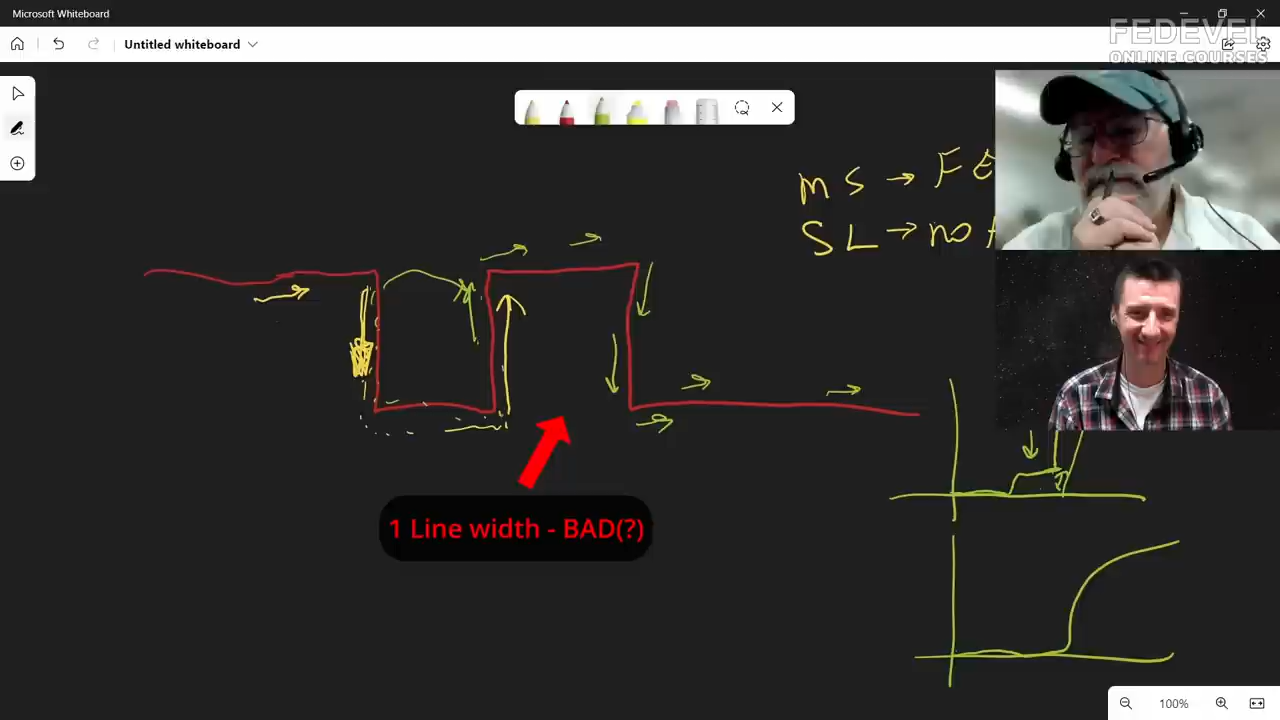 Microsoft Whiteboard
Untitled whiteboard
FEDEVEL
ONLINE COURSES
MS → FE
SL → no
1 Line width - BAD(?)
100%